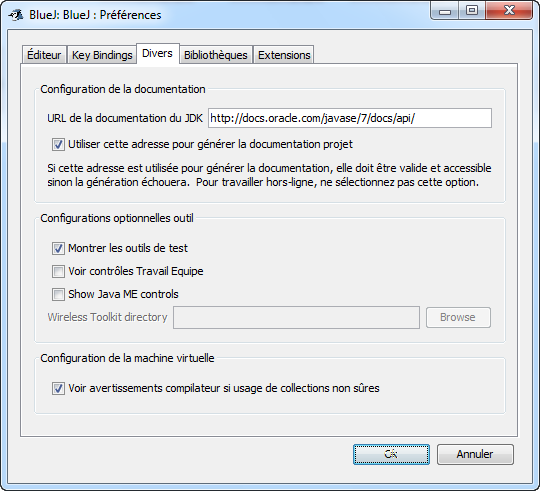 BlueJ: BlueJ : Préférences
Éditeur Key Bindings Divers Bibliothèques Extensions
Configuration de la documentation
URL de la documentation du JDK http://docs.oracle.com/javase/7/docs/api/
Utiliser cette adresse pour générer la documentation projet
Si cette adresse est utilisée pour générer la documentation, elle doit être valide et accessible
sinon la génération échouera. Pour travailler hors-ligne, ne sélectionnez pas cette option.
Configurations optionnelles outil
Montrer les outils de test
Voir contrôles Travail Equipe
Show Java ME controls
Wireless Toolkit directory Browse
Configuration de la machine virtuelle
Voir avertissements compilateur si usage de collections non sûres
Ok Annuler